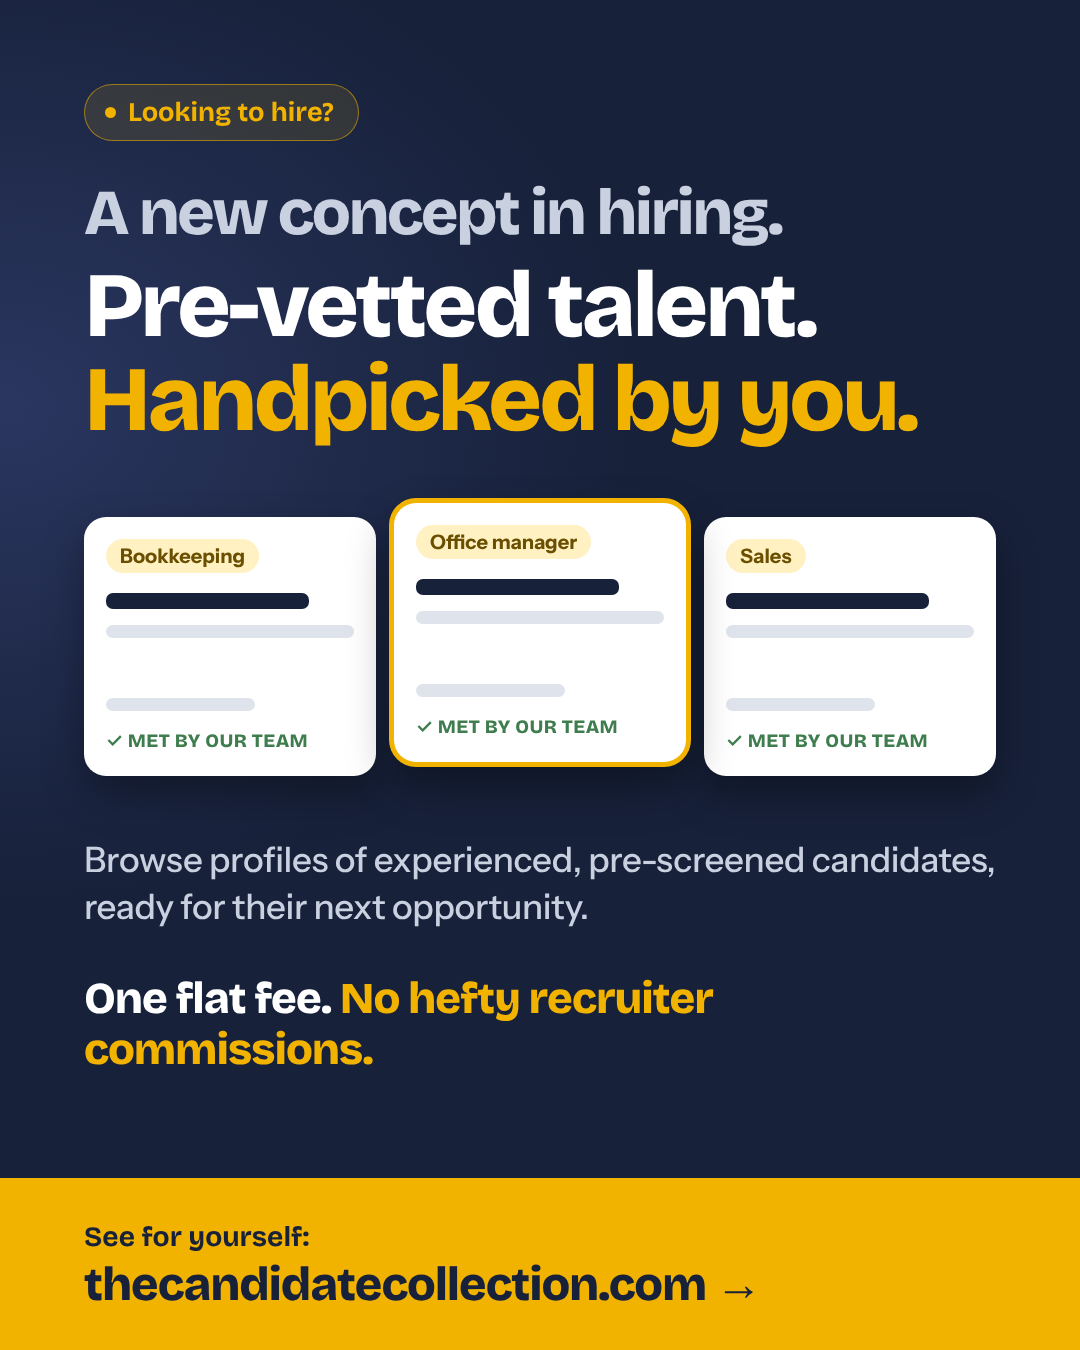 Looking to hire?
A new concept in hiring.
Pre-vetted talent.
Handpicked by you.
Bookkeeping
✓ MET BY OUR TEAM
Office manager
✓ MET BY OUR TEAM
Sales
✓ MET BY OUR TEAM
Browse profiles of experienced, pre-screened candidates,
ready for their next opportunity.
One flat fee. No hefty recruiter
commissions.
See for yourself:
thecandidatecollection.com →